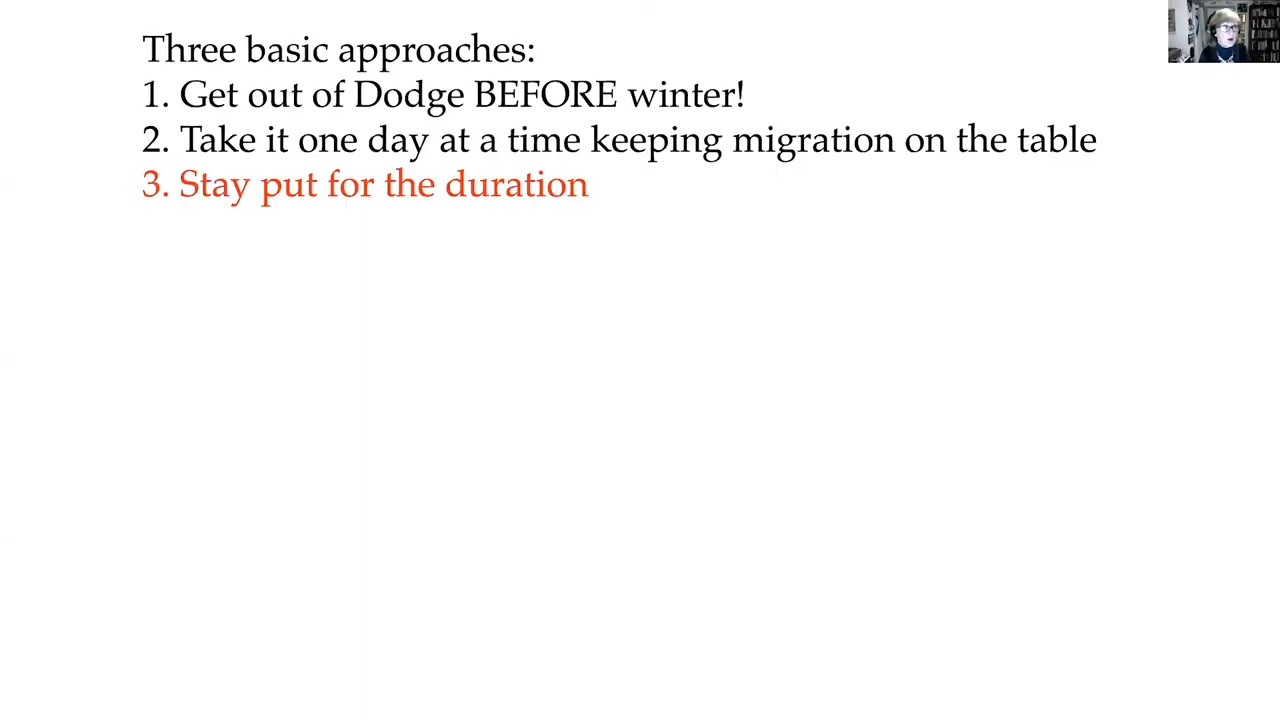 Three basic approaches:
1. Get out of Dodge BEFORE winter!
2. Take it one day at a time keeping migration on the table
3. Stay put for the duration